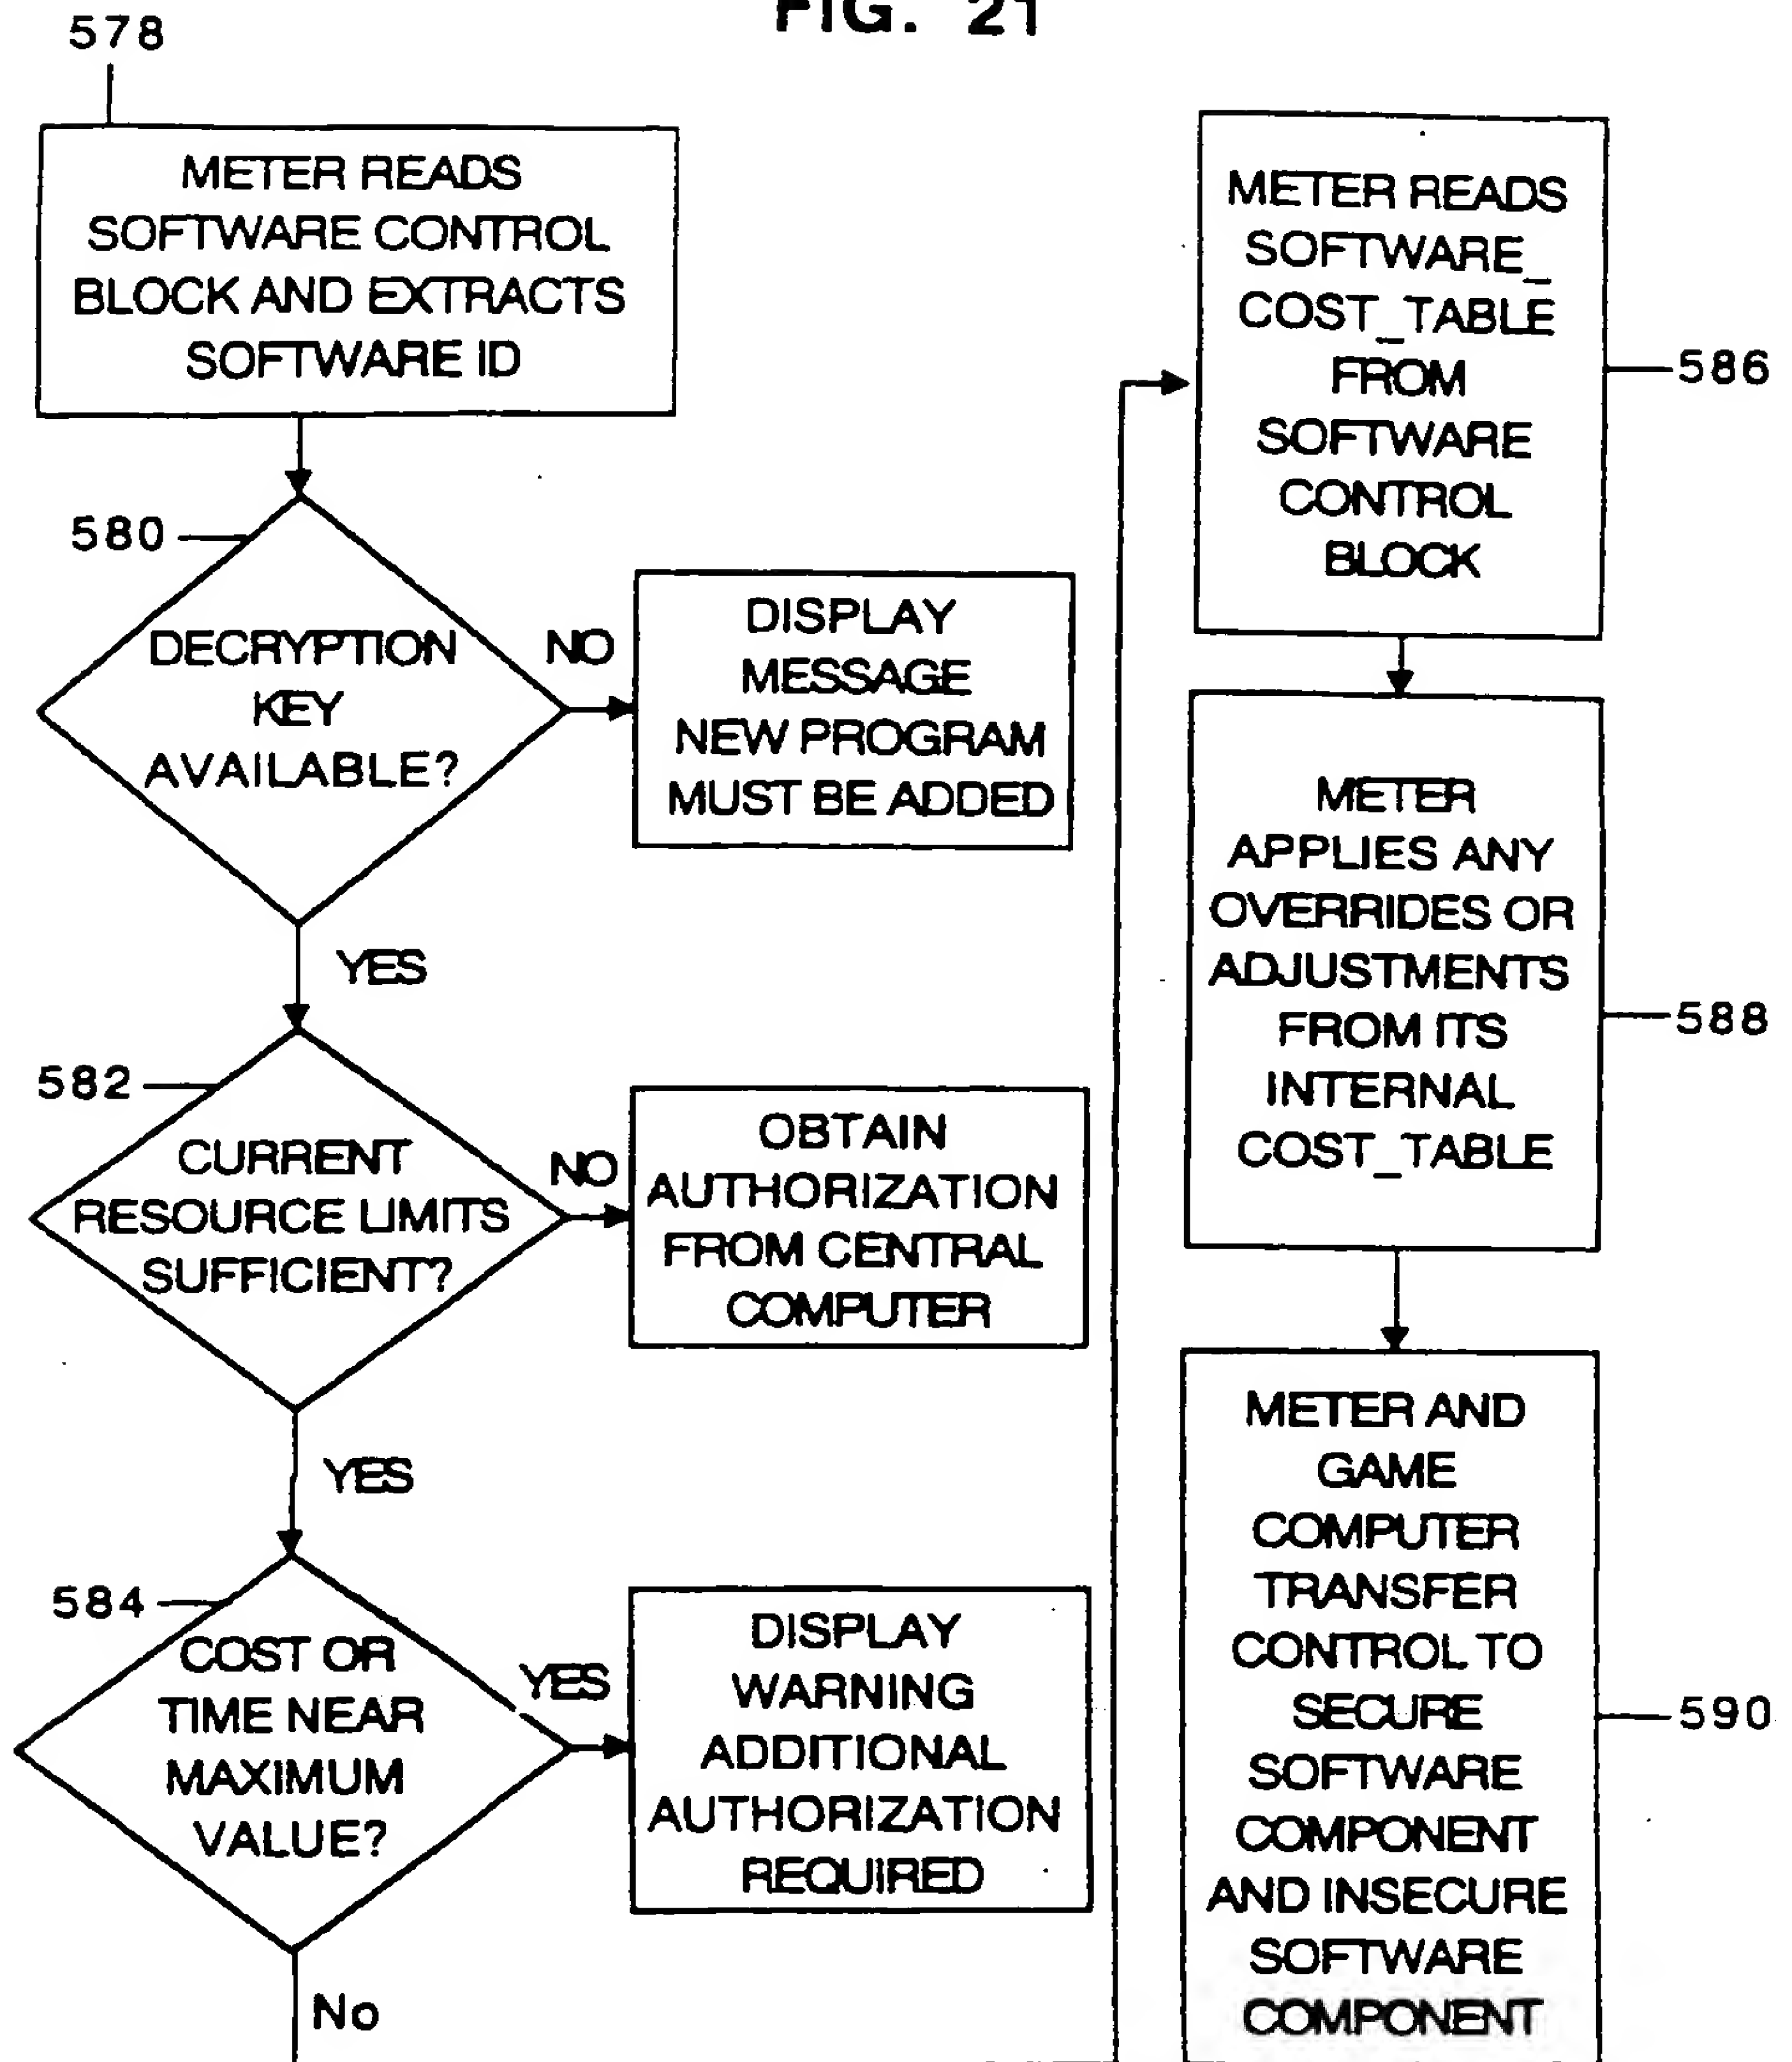 FIG. 21
578
METER READS
SOFTWARE CONTROL
BLOCK AND EXTRACTS
SOFTWARE ID
580
DECRYPTION
KEY
AVAILABLE?
NO
DISPLAY
MESSAGE
NEW PROGRAM
MUST BE ADDED
YES
582
CURRENT
RESOURCE LIMITS
SUFFICIENT?
NO
OBTAIN
AUTHORIZATION
FROM CENTRAL
COMPUTER
YES
584
COST OR
TIME NEAR
MAXIMUM
VALUE?
YES
DISPLAY
WARNING
ADDITIONAL
AUTHORIZATION
REQUIRED
No
METER READS
SOFTWARE_
COST_TABLE
FROM
SOFTWARE
CONTROL
BLOCK
586
METER
APPLIES ANY
OVERRIDES OR
ADJUSTMENTS
FROM ITS
INTERNAL
COST_TABLE
588
METER AND
GAME
COMPUTER
TRANSFER
CONTROL TO
SECURE
SOFTWARE
COMPONENT
AND INSECURE
SOFTWARE
COMPONENT
590